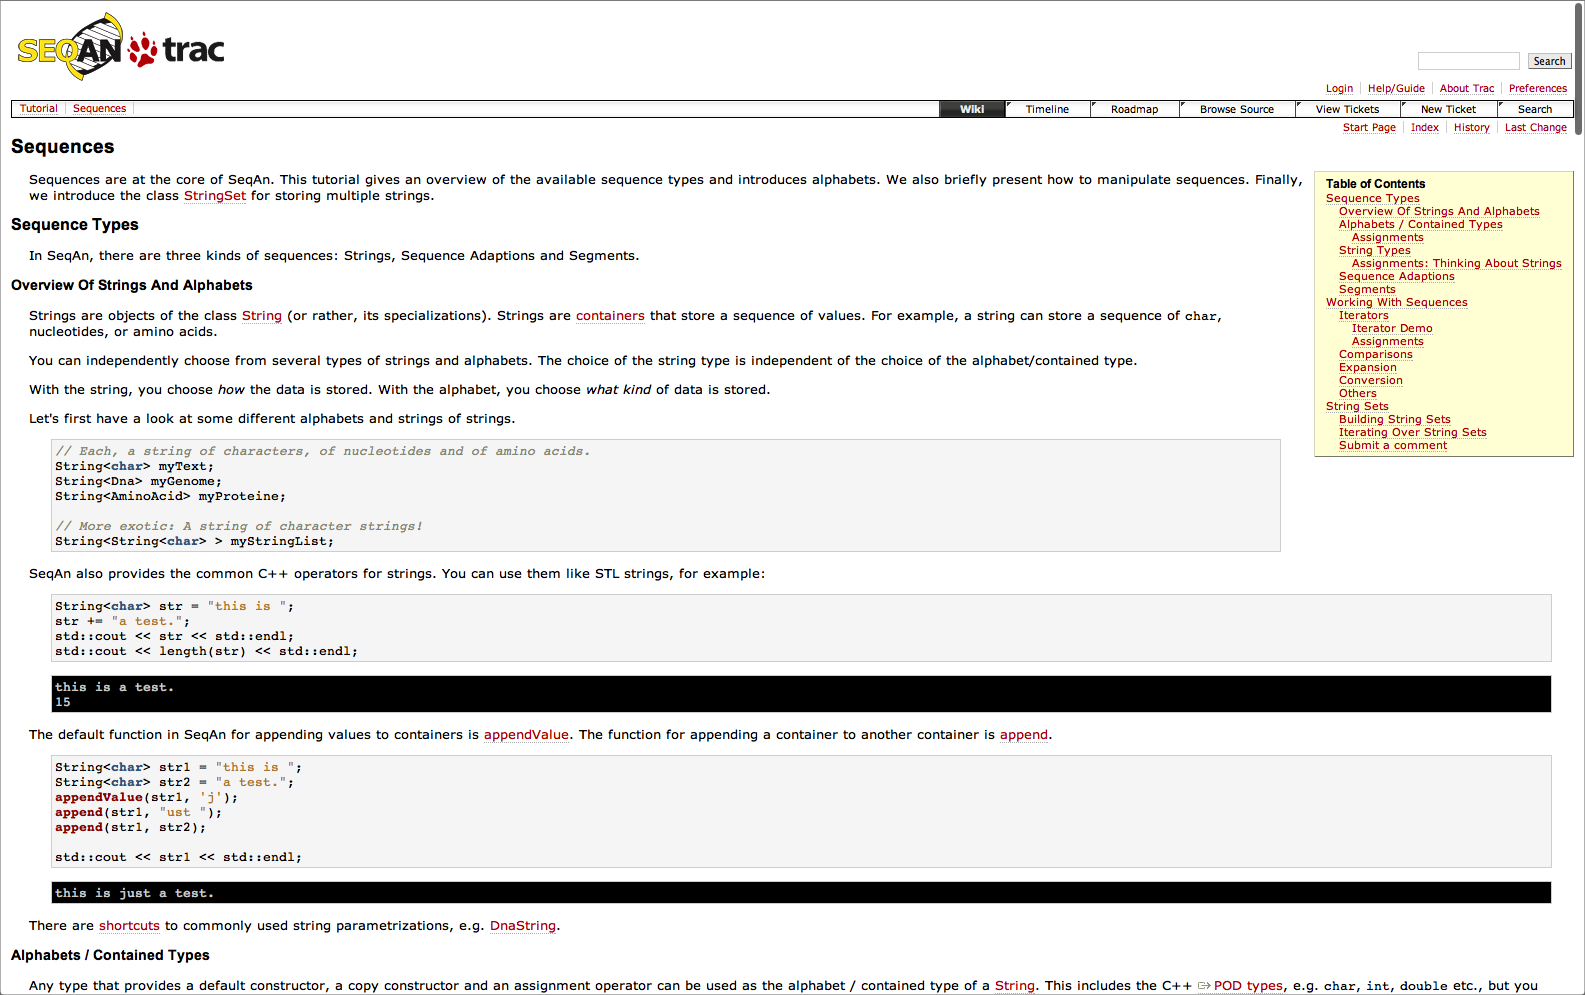 SEQAN trac
Search
Login Help/Guide About Trac Preferences
Tutorial Sequences Wiki Timeline Roadmap Browse Source View Tickets New Ticket Search
Start Page Index History Last Change
Sequences
Sequences are at the core of SeqAn. This tutorial gives an overview of the available sequence types and introduces alphabets. We also briefly present how to manipulate sequences. Finally,
we introduce the class StringSet for storing multiple strings.
Table of Contents
Sequence Types
Overview Of Strings And Alphabets
Alphabets / Contained Types
Assignments
String Types
Assignments: Thinking About Strings
Sequence Adaptions
Segments
Working With Sequences
Iterators
Iterator Demo
Assignments
Comparisons
Expansion
Conversion
Others
String Sets
Building String Sets
Iterating Over String Sets
Submit a comment
Sequence Types
In SeqAn, there are three kinds of sequences: Strings, Sequence Adaptions and Segments.
Overview Of Strings And Alphabets
Strings are objects of the class String (or rather, its specializations). Strings are containers that store a sequence of values. For example, a string can store a sequence of char,
nucleotides, or amino acids.
You can independently choose from several types of strings and alphabets. The choice of the string type is independent of the choice of the alphabet/contained type.
With the string, you choose how the data is stored. With the alphabet, you choose what kind of data is stored.
Let's first have a look at some different alphabets and strings of strings.
// Each, a string of characters, of nucleotides and of amino acids.
String<char> myText;
String<Dna> myGenome;
String<AminoAcid> myProteine;
// More exotic: A string of character strings!
String<String<char> > myStringList;
SeqAn also provides the common C++ operators for strings. You can use them like STL strings, for example:
String<char> str = "this is ";
str += "a test.";
std::cout << str << std::endl;
std::cout << length(str) << std::endl;
this is a test.
15
The default function in SeqAn for appending values to containers is appendValue. The function for appending a container to another container is append.
String<char> str1 = "this is ";
String<char> str2 = "a test.";
appendValue(str1, 'j');
append(str1, "ust ");
append(str1, str2);
std::cout << str1 << std::endl;
this is just a test.
There are shortcuts to commonly used string parametrizations, e.g. DnaString.
Alphabets / Contained Types
Any type that provides a default constructor, a copy constructor and an assignment operator can be used as the alphabet / contained type of a String. This includes the C++ POD types, e.g. char, int, double etc., but you